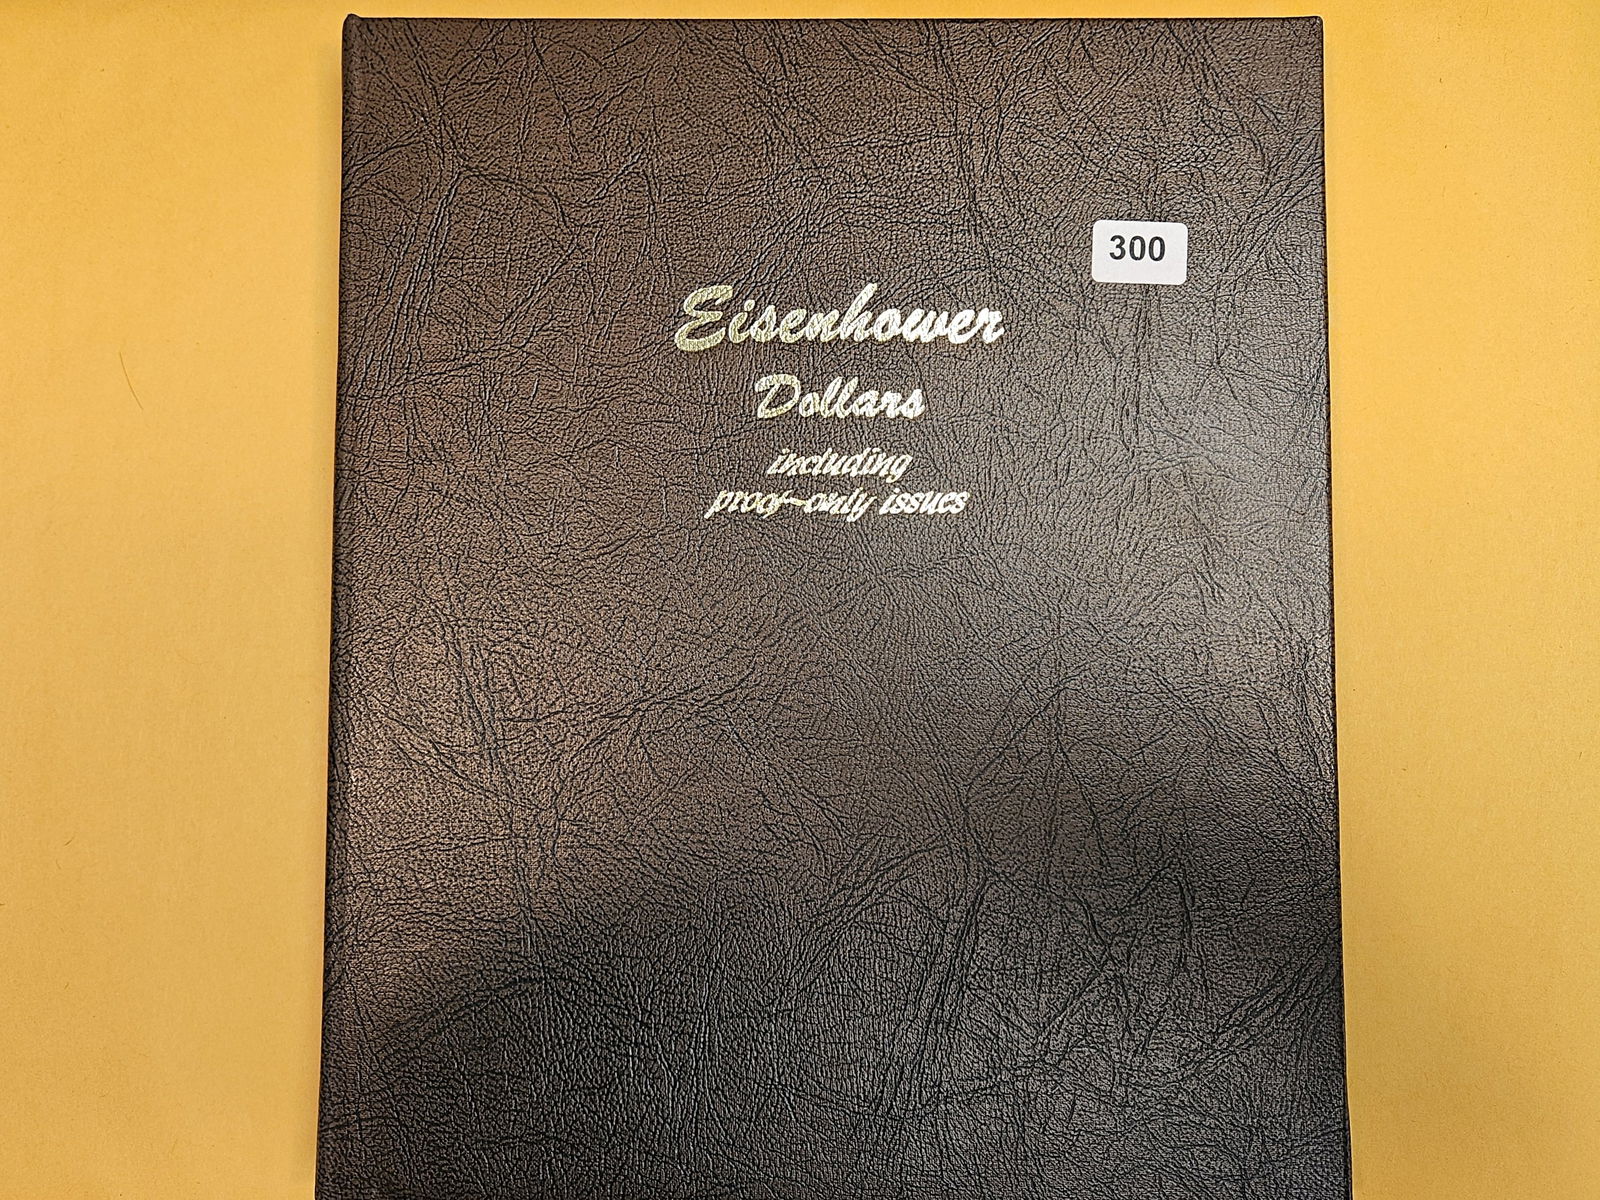 300
Eisenhower
Dollars
including
proof-only issues